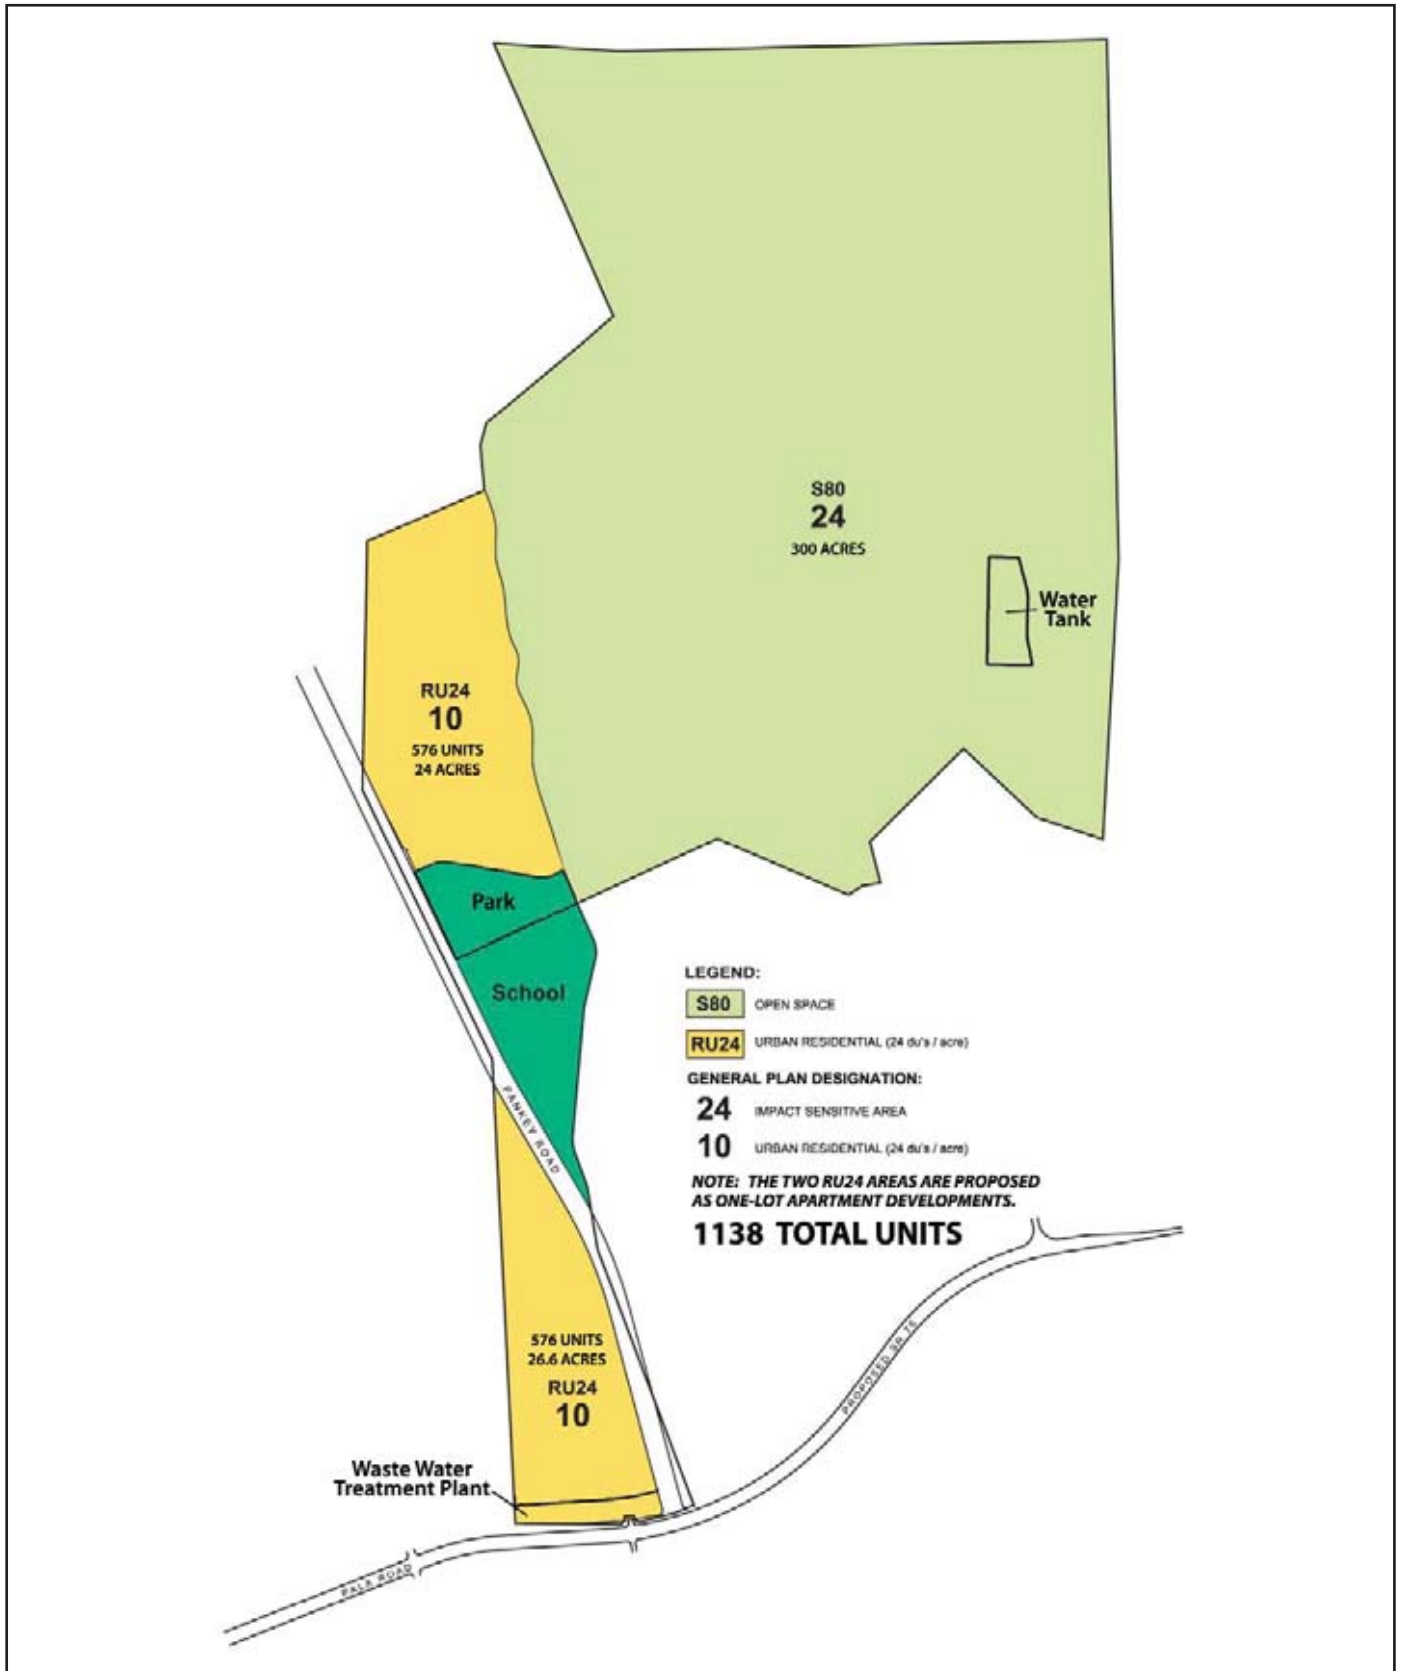 S80
24
300 ACRES
Water
Tank
RU24
10
576 UNITS
24 ACRES
Park
School
LEGEND:
S80 OPEN SPACE
RU24 URBAN RESIDENTIAL (24 du's / acre)
GENERAL PLAN DESIGNATION:
24 IMPACT SENSITIVE AREA
10 URBAN RESIDENTIAL (24 du's / acre)
NOTE: THE TWO RU24 AREAS ARE PROPOSED
AS ONE-LOT APARTMENT DEVELOPMENTS.
1138 TOTAL UNITS
PANKEY ROAD
576 UNITS
26.6 ACRES
RU24
10
PROPOSED SR 76
Waste Water
Treatment Plant
PALA ROAD